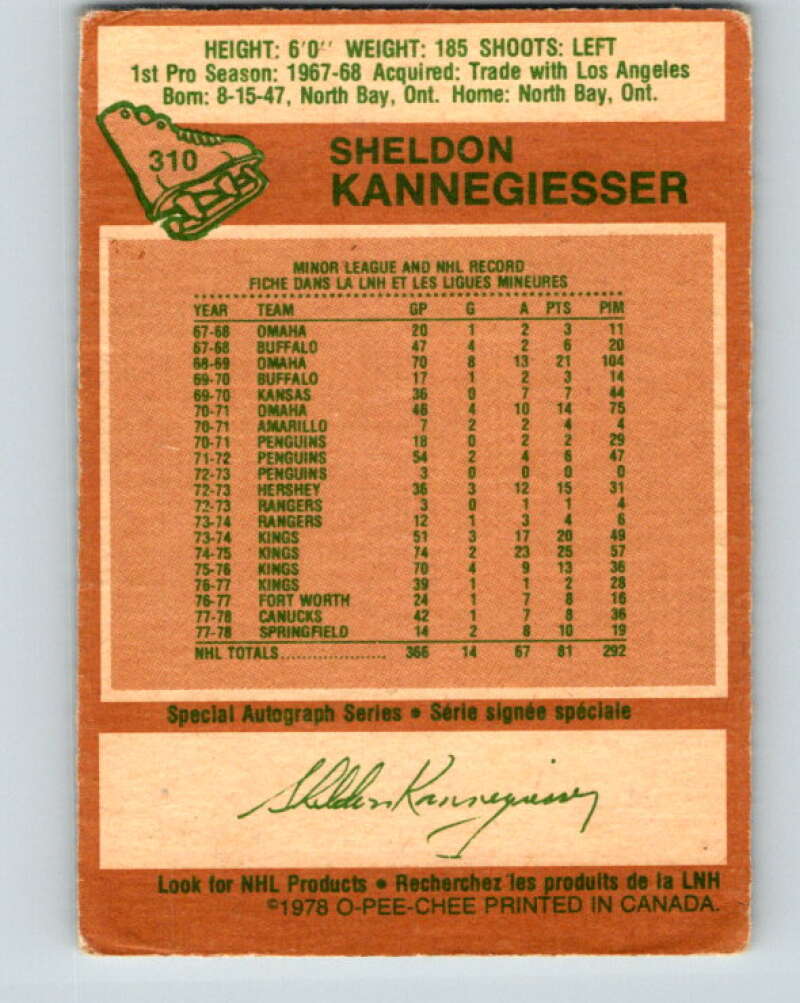 HEIGHT: 6'0'' WEIGHT: 185 SHOOTS: LEFT
1st Pro Season: 1967-68 Acquired: Trade with Los Angeles
Born: 8-15-47, North Bay, Ont. Home: North Bay, Ont.
310
SHELDON
KANNEGIESSER
MINOR LEAGUE AND NHL RECORD
FICHE DANS LA LNH ET LES LIGUES MINEURES
YEAR TEAM GP G A PTS PIM
67-68 OMAHA 20 1 2 3 11
67-68 BUFFALO 47 4 2 6 20
68-69 OMAHA 70 8 13 21 104
69-70 BUFFALO 17 1 2 3 14
69-70 KANSAS 36 0 7 7 44
70-71 OMAHA 46 4 10 14 75
70-71 AMARILLO 7 2 2 4 4
70-71 PENGUINS 18 0 2 2 29
71-72 PENGUINS 54 2 4 6 47
72-73 PENGUINS 3 0 0 0 0
72-73 HERSHEY 36 3 12 15 31
72-73 RANGERS 3 0 1 1 4
73-74 RANGERS 12 1 3 4 6
73-74 KINGS 51 3 17 20 49
74-75 KINGS 74 2 23 25 57
75-76 KINGS 70 4 9 13 36
76-77 KINGS 39 1 1 2 28
76-77 FORT WORTH 24 1 7 8 16
77-78 CANUCKS 42 1 7 8 36
77-78 SPRINGFIELD 14 2 8 10 19
NHL TOTALS.................... 366 14 67 81 292
Special Autograph Series • Série signée spéciale
Sheldon Kannegiesser
Look for NHL Products • Recherchez les produits de la LNH
©1978 O-PEE-CHEE PRINTED IN CANADA.